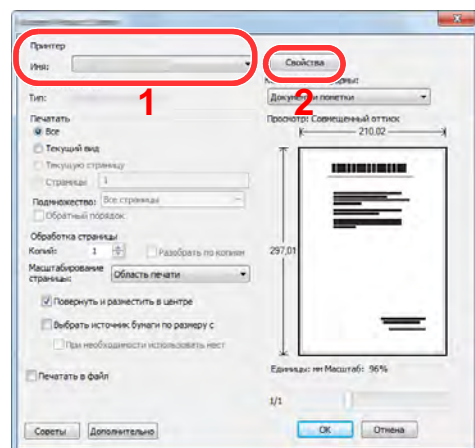 Принтер
Имя:
1
Свойства
2
Тип:
Документ и пометки
Печатать
Все
Просмотр: Совмещенный оттиск
210,02
Текущий вид
Текущую страницу
Страницы 1
Подмножество: Все страницы
Обратный порядок
Обработка страницы
Копий: 1 Разобрать по копиям
297,01
Масштабирование страницы: Область печати
Повернуть и разместить в центре
Выбрать источник бумаги по размеру с
При необходимости использовать нест
Единицы: мм Масштаб: 96%
Печатать в файл
1/1
Советы Дополнительно OK Отмена